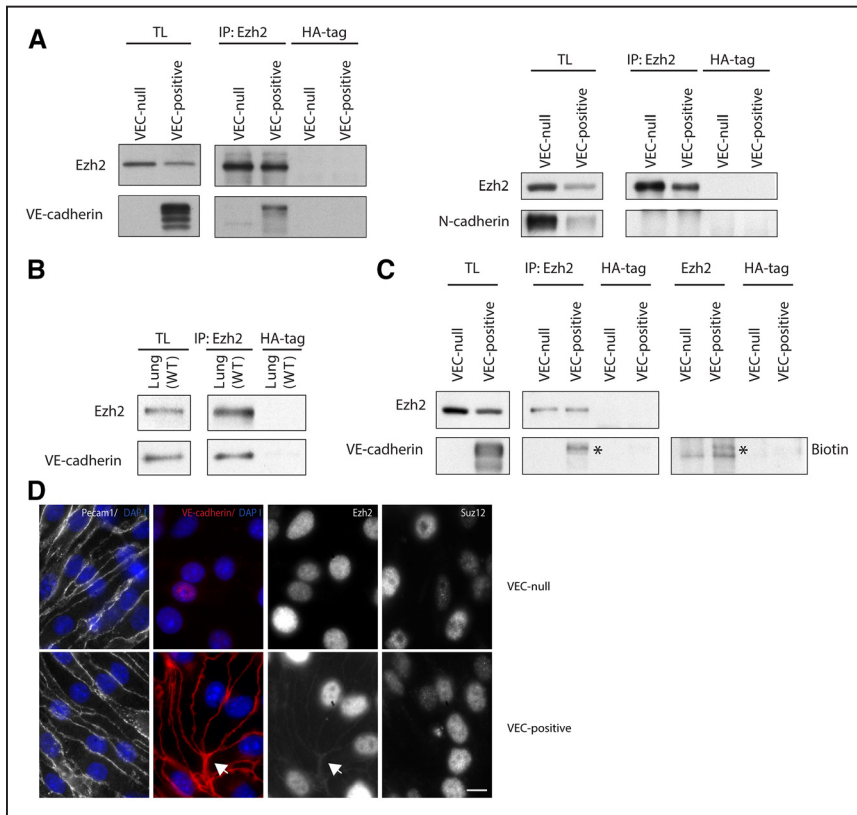 A
TL IP: Ezh2 HA-tag
VEC-null VEC-positive VEC-null VEC-positive VEC-null VEC-positive
Ezh2
VE-cadherin
TL IP: Ezh2 HA-tag
VEC-null VEC-positive VEC-null VEC-positive VEC-null VEC-positive
Ezh2
N-cadherin
B
TL IP: Ezh2 HA-tag
Lung (WT) Lung (WT) Lung (WT)
Ezh2
VE-cadherin
C
TL IP: Ezh2 HA-tag Ezh2 HA-tag
VEC-null VEC-positive VEC-null VEC-positive VEC-null VEC-positive VEC-null VEC-positive VEC-null VEC-positive
Ezh2
VE-cadherin * * Biotin
D
Pecam1/ DAPI VE-cadherin/ DAPI Ezh2 Suz12
VEC-null
VEC-positive